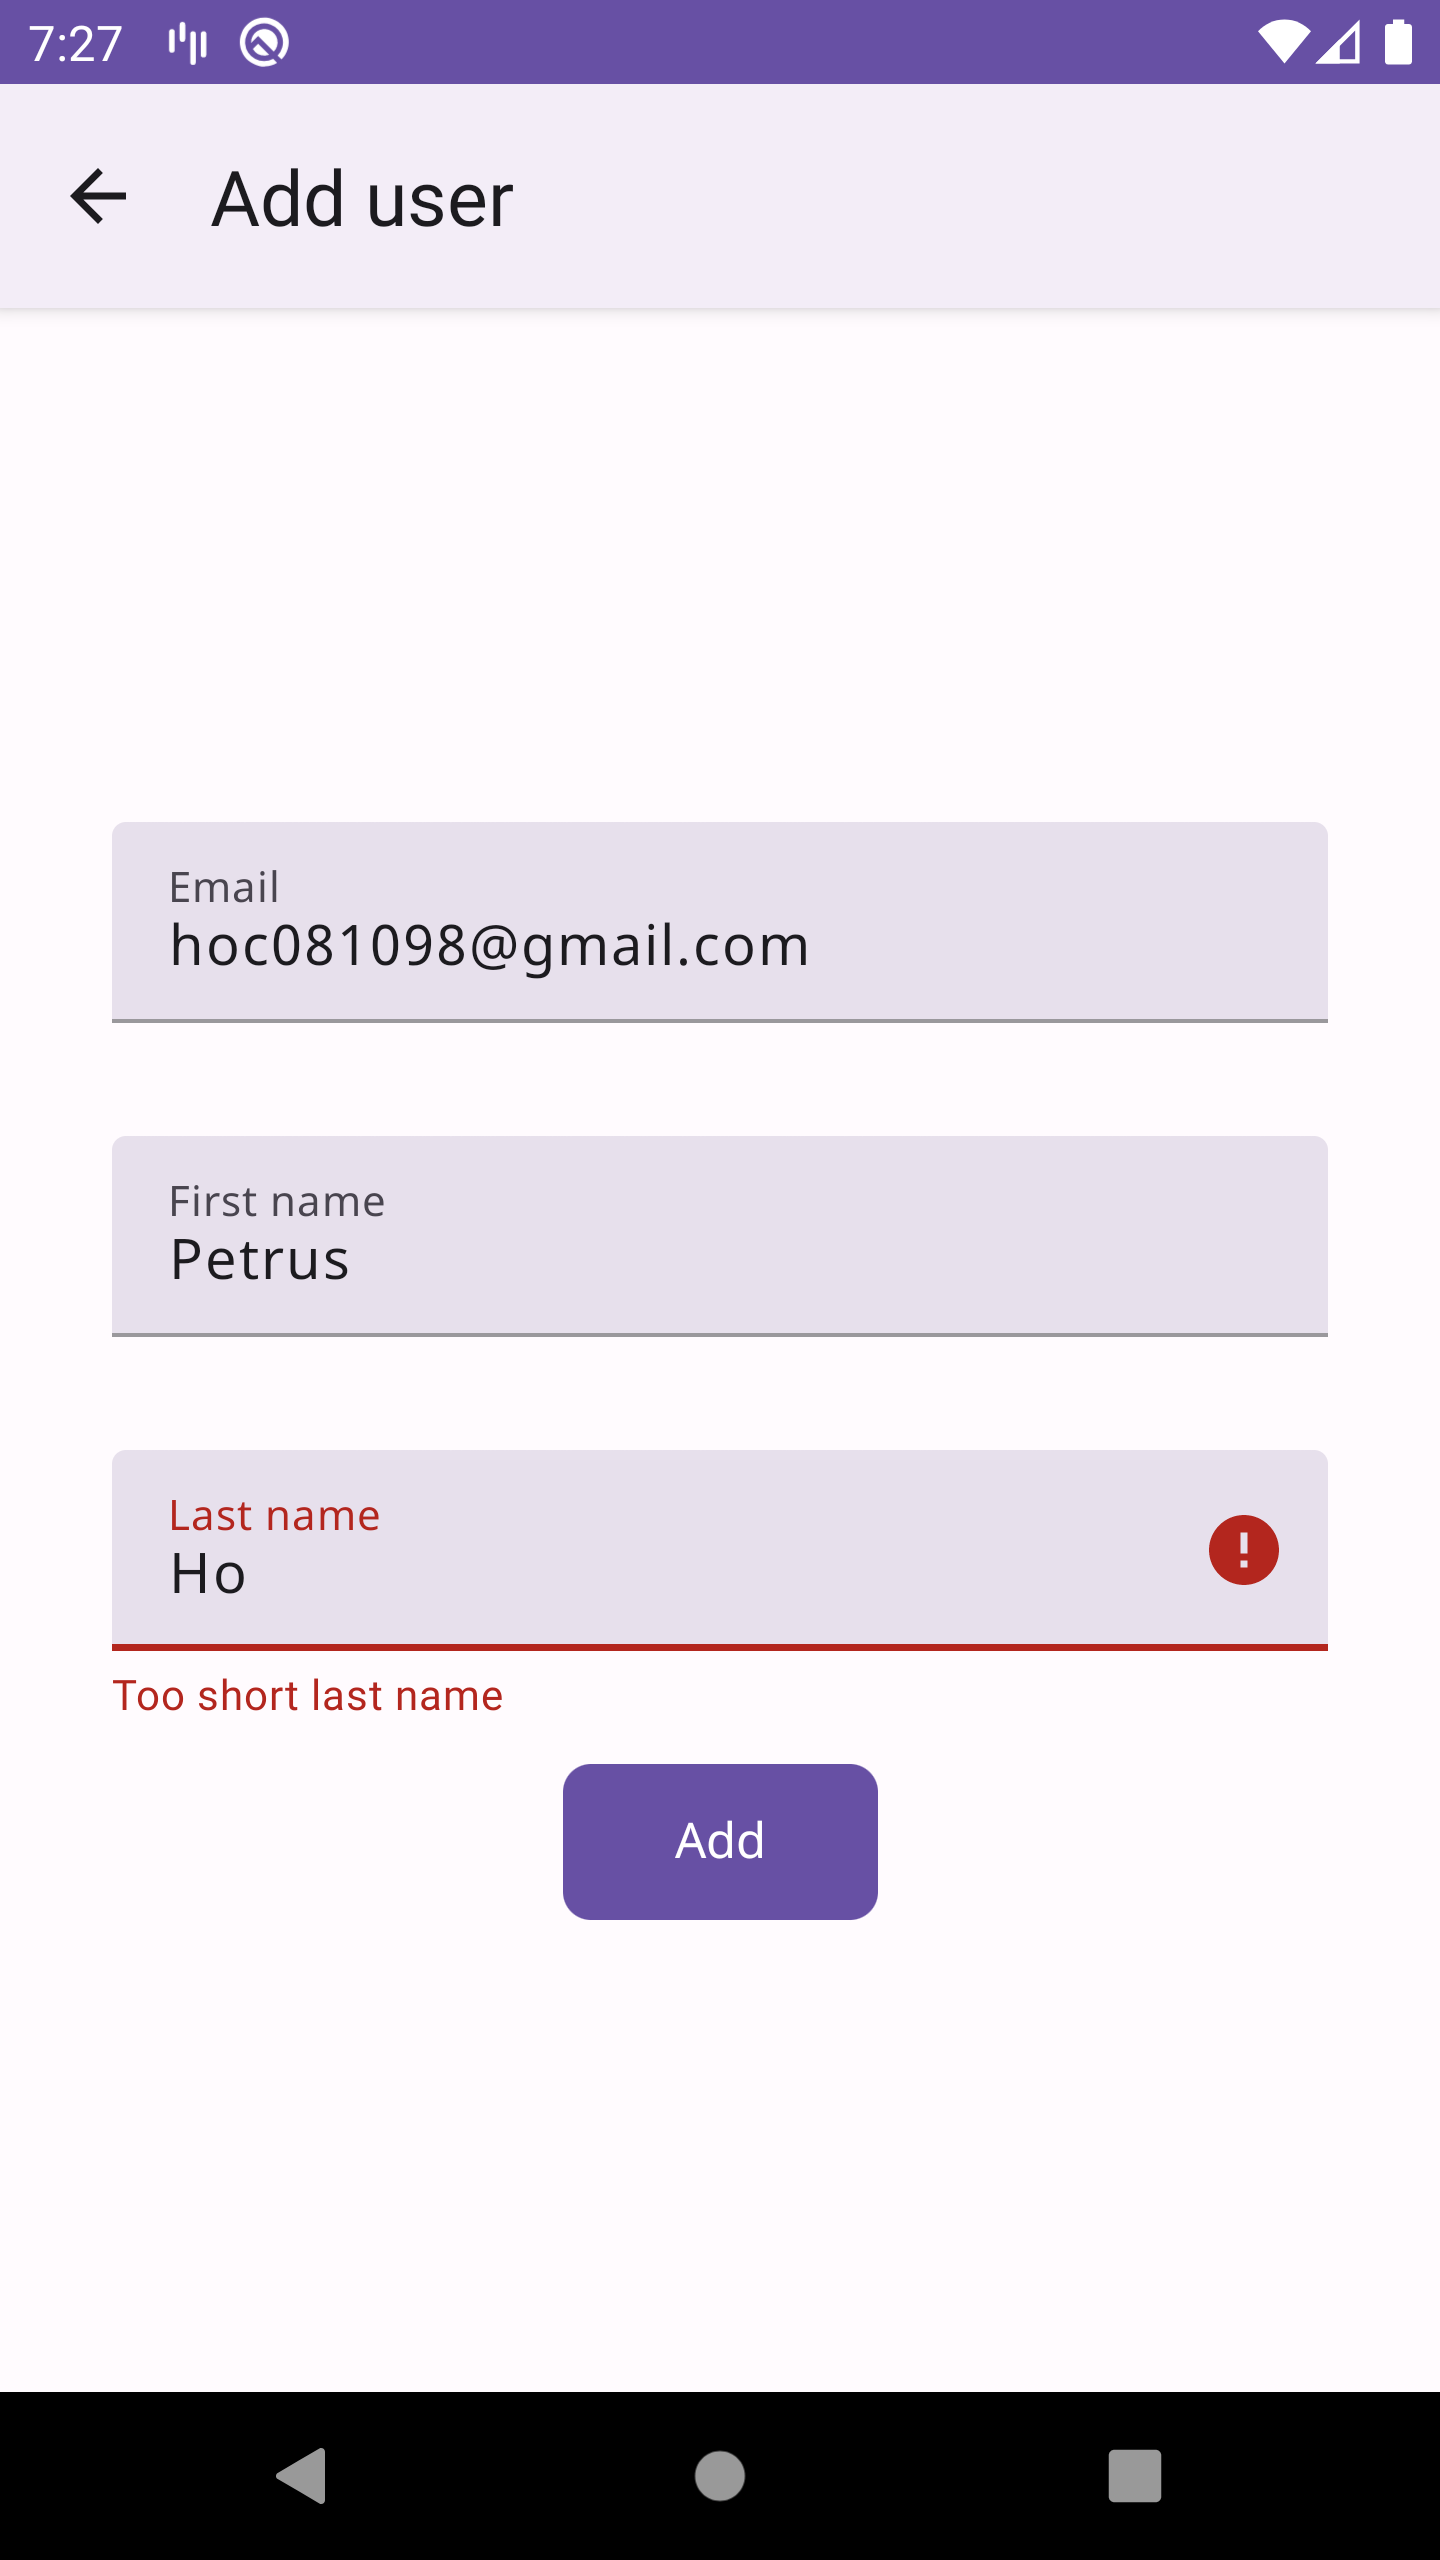 7:27
Add user
Email
hoc081098@gmail.com
First name
Petrus
Last name
Ho
Too short last name
Add